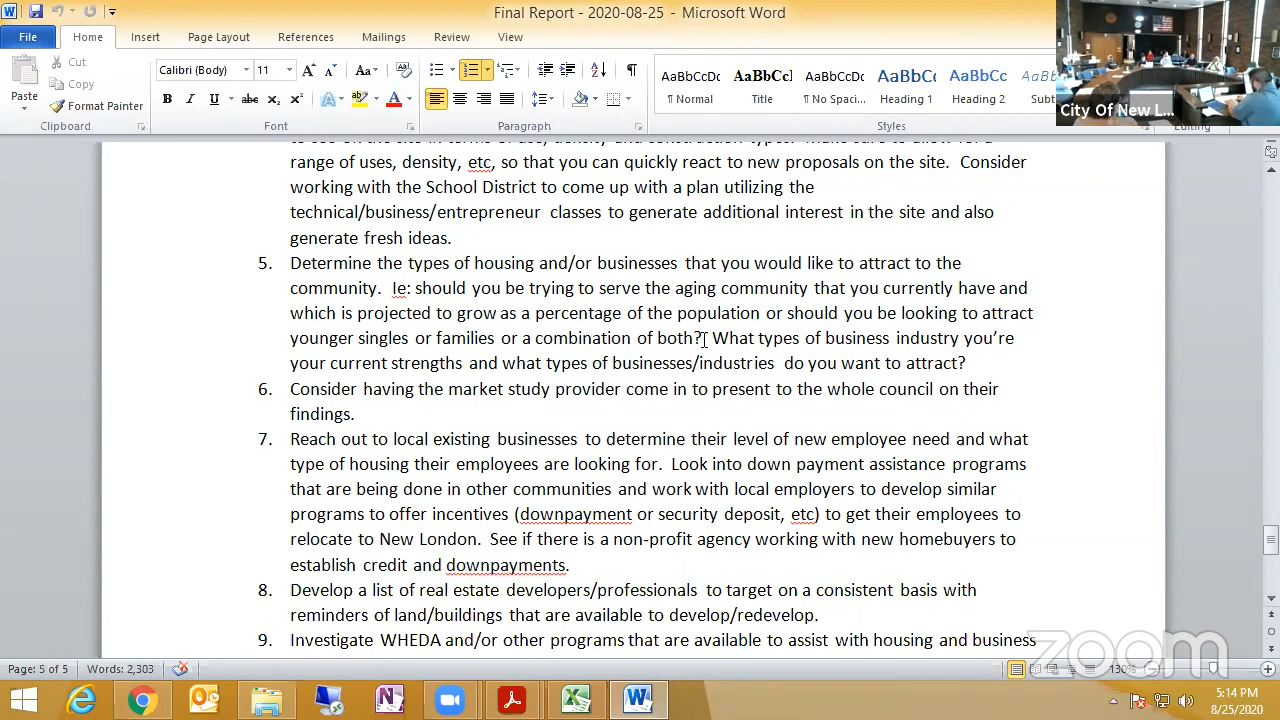 Final Report - 2020-08-25 - Microsoft Word
File Home Insert Page Layout References Mailings Review View
Paste
Cut
Copy
Format Painter
Calibri (Body) 11
AaBbCcDc AaBbCcI AaBbCcDc AaBbCc AaBbCc
¶ Normal Title ¶ No Spaci... Heading 1 Heading 2 Subt
Clipboard Font Paragraph Styles Editing
City Of New L...
range of uses, density, etc, so that you can quickly react to new proposals on the site. Consider
working with the School District to come up with a plan utilizing the
technical/business/entrepreneur classes to generate additional interest in the site and also
generate fresh ideas.
5. Determine the types of housing and/or businesses that you would like to attract to the
community. Ie: should you be trying to serve the aging community that you currently have and
which is projected to grow as a percentage of the population or should you be looking to attract
younger singles or families or a combination of both? What types of business industry you're
your current strengths and what types of businesses/industries do you want to attract?
6. Consider having the market study provider come in to present to the whole council on their
findings.
7. Reach out to local existing businesses to determine their level of new employee need and what
type of housing their employees are looking for. Look into down payment assistance programs
that are being done in other communities and work with local employers to develop similar
programs to offer incentives (downpayment or security deposit, etc) to get their employees to
relocate to New London. See if there is a non-profit agency working with new homebuyers to
establish credit and downpayments.
8. Develop a list of real estate developers/professionals to target on a consistent basis with
reminders of land/buildings that are available to develop/redevelop.
9. Investigate WHEDA and/or other programs that are available to assist with housing and business
zoom
Page: 5 of 5 Words: 2,303 130%
5:14 PM
8/25/2020